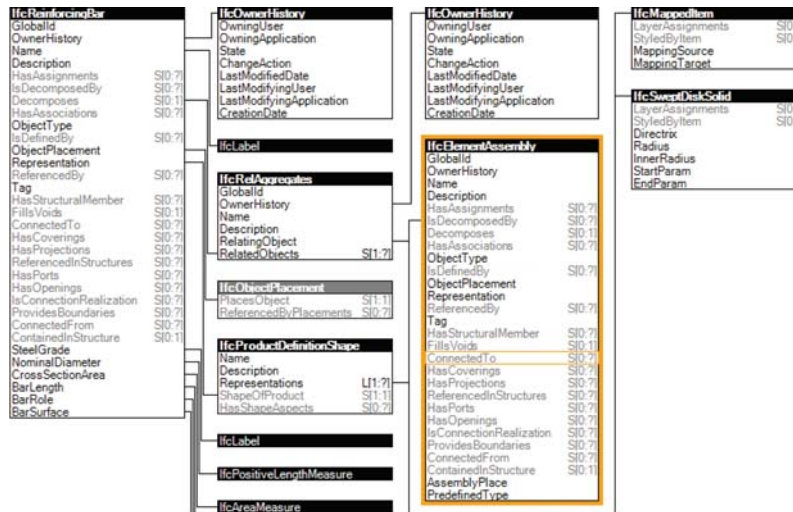 IfcReinforcingBar
GlobalId
OwnerHistory
Name
Description
HasAssignments S[0:?]
IsDecomposedBy S[0:?]
Decomposes S[0:1]
HasAssociations S[0:?]
ObjectType
IsDefinedBy S[0:?]
ObjectPlacement
Representation
ReferencedBy S[0:?]
Tag
HasStructuralMember S[0:?]
FillsVoids S[0:1]
ConnectedTo S[0:?]
HasCoverings S[0:?]
HasProjections S[0:?]
ReferencedInStructures S[0:?]
HasPorts S[0:?]
HasOpenings S[0:?]
IsConnectionRealization S[0:?]
ProvidesBoundaries S[0:?]
ConnectedFrom S[0:?]
ContainedInStructure S[0:1]
SteelGrade
NominalDiameter
CrossSectionArea
BarLength
BarRole
BarSurface
IfcOwnerHistory
OwningUser
OwningApplication
State
ChangeAction
LastModifiedDate
LastModifyingUser
LastModifyingApplication
CreationDate
IfcLabel
IfcRelAggregates
GlobalId
OwnerHistory
Name
Description
RelatingObject
RelatedObjects S[1:?]
IfcObjectPlacement
PlacesObject S[1:1]
ReferencedByPlacements S[0:?]
IfcProductDefinitionShape
Name
Description
Representations L[1:?]
ShapeOfProduct S[1:1]
HasShapeAspects S[0:?]
IfcLabel
IfcPositiveLengthMeasure
IfcAreaMeasure
IfcOwnerHistory
OwningUser
OwningApplication
State
ChangeAction
LastModifiedDate
LastModifyingUser
LastModifyingApplication
CreationDate
IfcElementAssembly
GlobalId
OwnerHistory
Name
Description
HasAssignments S[0:?]
IsDecomposedBy S[0:?]
Decomposes S[0:1]
HasAssociations S[0:?]
ObjectType
IsDefinedBy S[0:?]
ObjectPlacement
Representation
ReferencedBy S[0:?]
Tag
HasStructuralMember S[0:?]
FillsVoids S[0:1]
ConnectedTo S[0:?]
HasCoverings S[0:?]
HasProjections S[0:?]
ReferencedInStructures S[0:?]
HasPorts S[0:?]
HasOpenings S[0:?]
IsConnectionRealization S[0:?]
ProvidesBoundaries S[0:?]
ConnectedFrom S[0:?]
ContainedInStructure S[0:1]
AssemblyPlace
PredefinedType
IfcMappedItem
LayerAssignments S[0
StyledByItem S[0
MappingSource
MappingTarget
IfcSweptDiskSolid
LayerAssignments S[0
StyledByItem S[0
Directrix
Radius
InnerRadius
StartParam
EndParam